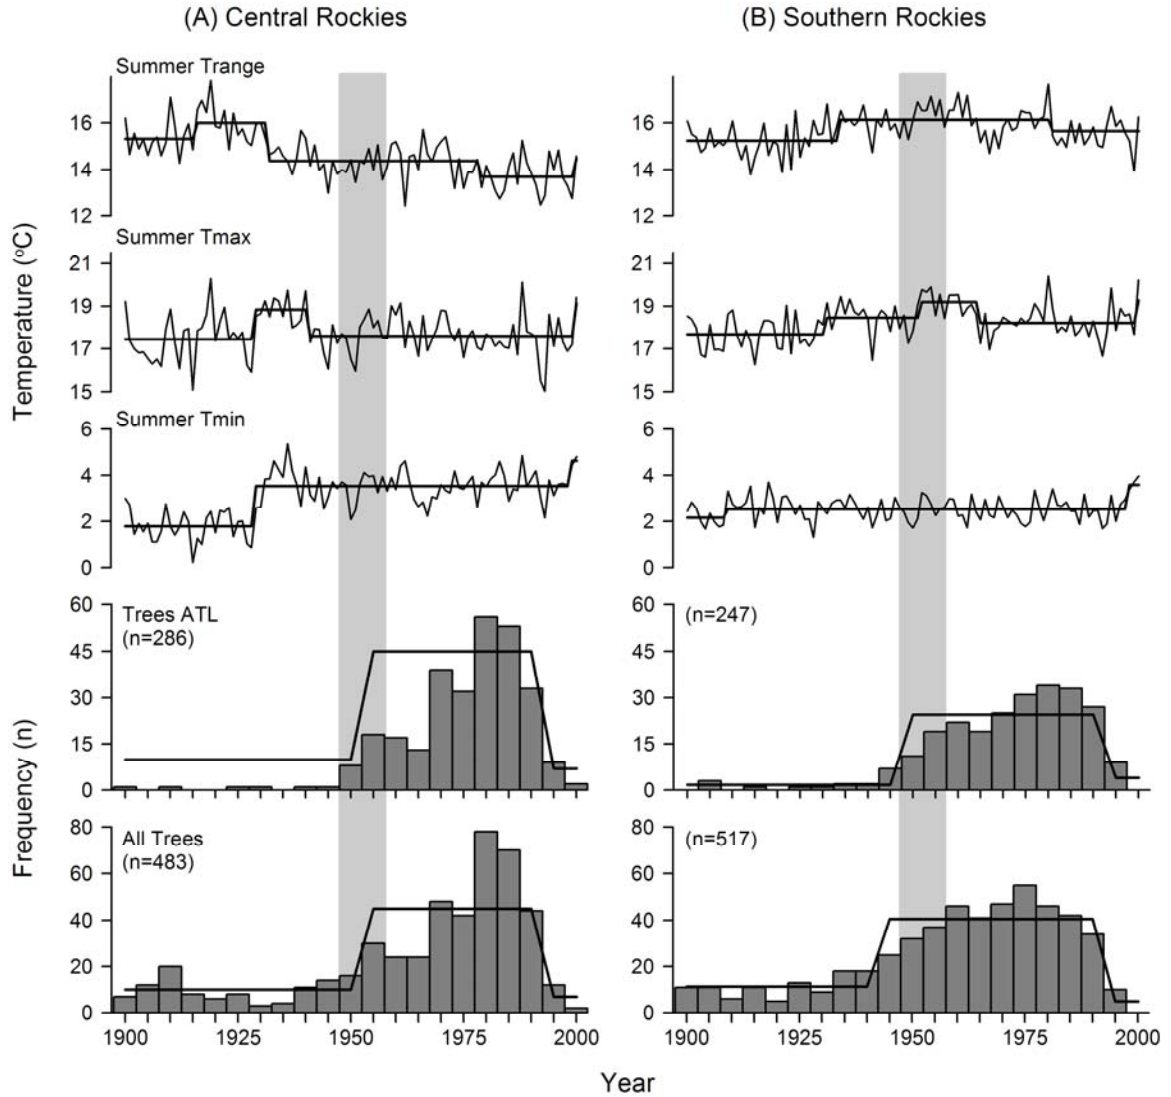 (A) Central Rockies
(B) Southern Rockies
Summer Trange
16
14
12
16
14
12
Summer Tmax
21
19
17
15
21
19
17
15
Summer Tmin
6
4
2
0
6
4
2
0
Temperature (°C)
Trees ATL
(n=286)
60
45
30
15
0
(n=247)
60
45
30
15
0
All Trees
(n=483)
80
60
40
20
0
(n=517)
80
60
40
20
0
Frequency (n)
1900 1925 1950 1975 2000
1900 1925 1950 1975 2000
Year